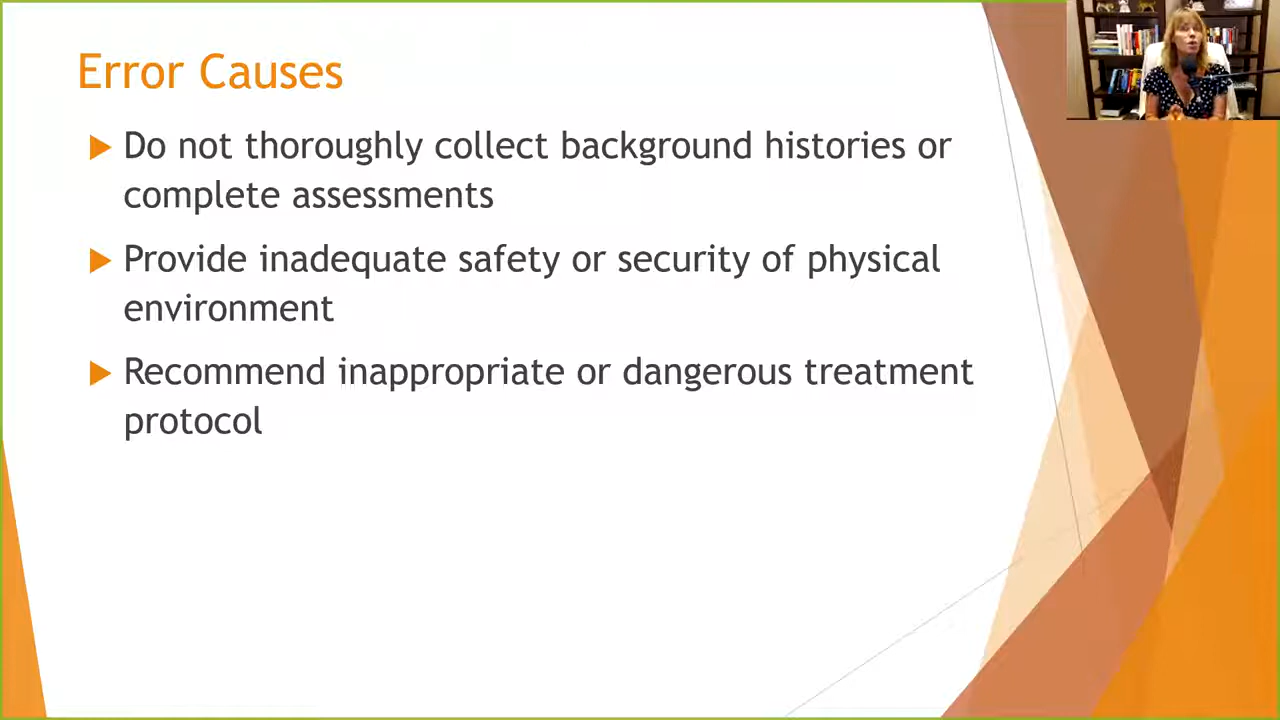 Error Causes
Do not thoroughly collect background histories or
complete assessments
Provide inadequate safety or security of physical
environment
Recommend inappropriate or dangerous treatment
protocol